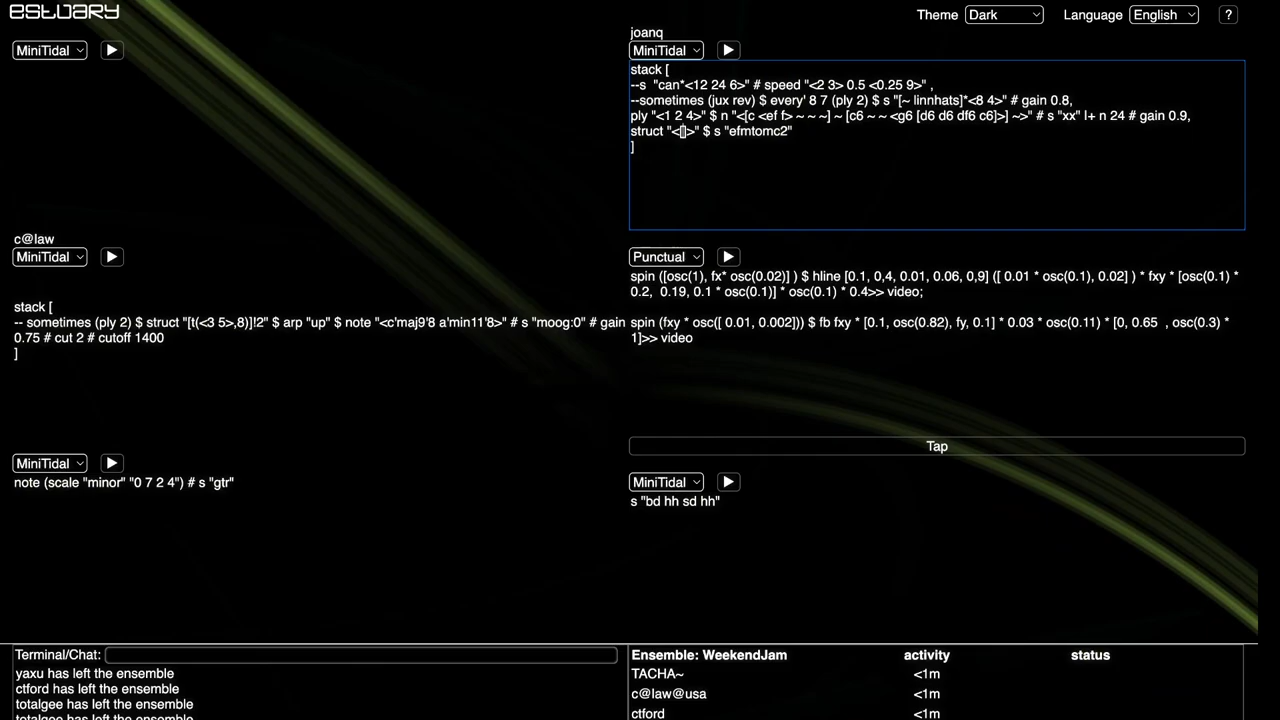 estuary
Theme Dark Language English ?
MiniTidal
joanq
MiniTidal
stack [
--s "can*<12 24 6>" # speed "<2 3> 0.5 <0.25 9>" ,
--sometimes (jux rev) $ every' 8 7 (ply 2) $ s "[~ linnhats]*<8 4>" # gain 0.8,
ply "<1 2 4>" $ n "<[c <ef f> ~ ~ ~] ~ [c6 ~ ~ <g6 [d6 d6 df6 c6]>] ~>" # s "xx" |+ n 24 # gain 0.9,
struct "<[]>" $ s "efmtomc2"
]
c@law
MiniTidal
stack [
-- sometimes (ply 2) $ struct "[t(<3 5>,8)]!2" $ arp "up" $ note "<c'maj9'8 a'min11'8>" # s "moog:0" # gain
0.75 # cut 2 # cutoff 1400
]
Punctual
spin ([osc(1), fx* osc(0.02)] ) $ hline [0.1, 0,4, 0.01, 0.06, 0,9] ([ 0.01 * osc(0.1), 0.02] ) * fxy * [osc(0.1) *
0.2,  0.19, 0.1 * osc(0.1)] * osc(0.1) * 0.4>> video;
spin (fxy * osc([ 0.01, 0.002])) $ fb fxy * [0.1, osc(0.82), fy, 0.1] * 0.03 * osc(0.11) * [0, 0.65  , osc(0.3) *
1]>> video
Tap
MiniTidal
note (scale "minor" "0 7 2 4") # s "gtr"
MiniTidal
s "bd hh sd hh"
Terminal/Chat:
yaxu has left the ensemble
ctford has left the ensemble
totalgee has left the ensemble
Ensemble: WeekendJam activity status
TACHA~ <1m
c@law@usa <1m
ctford <1m